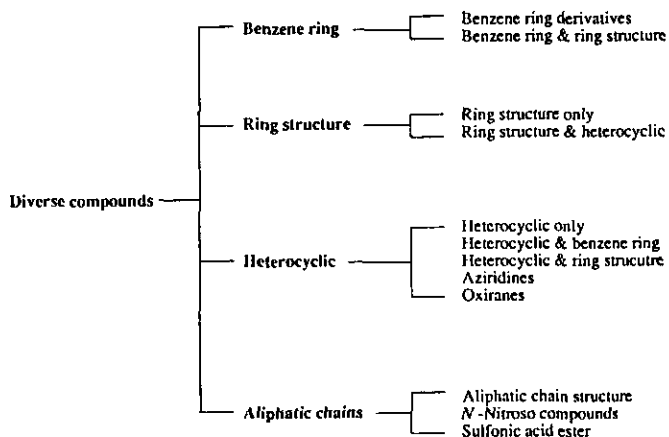 Benzene ring
Benzene ring derivatives
Benzene ring & ring structure
Ring structure
Ring structure only
Ring structure & heterocyclic
Diverse compounds
Heterocyclic
Heterocyclic only
Heterocyclic & benzene ring
Heterocyclic & ring strucutre
Aziridines
Oxiranes
Aliphatic chains
Aliphatic chain structure
N-Nitroso compounds
Sulfonic acid ester